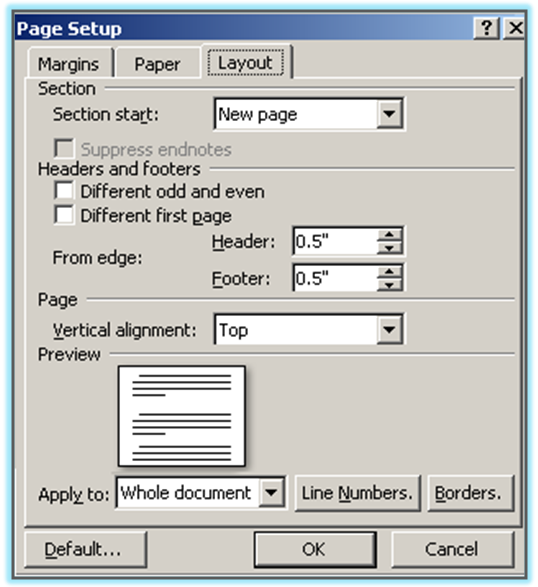 Page Setup
Margins Paper Layout
Section
Section start: New page
Suppress endnotes
Headers and footers
Different odd and even
Different first page
From edge: Header: 0.5"
Footer: 0.5"
Page
Vertical alignment: Top
Preview
Apply to: Whole document Line Numbers. Borders.
Default... OK Cancel